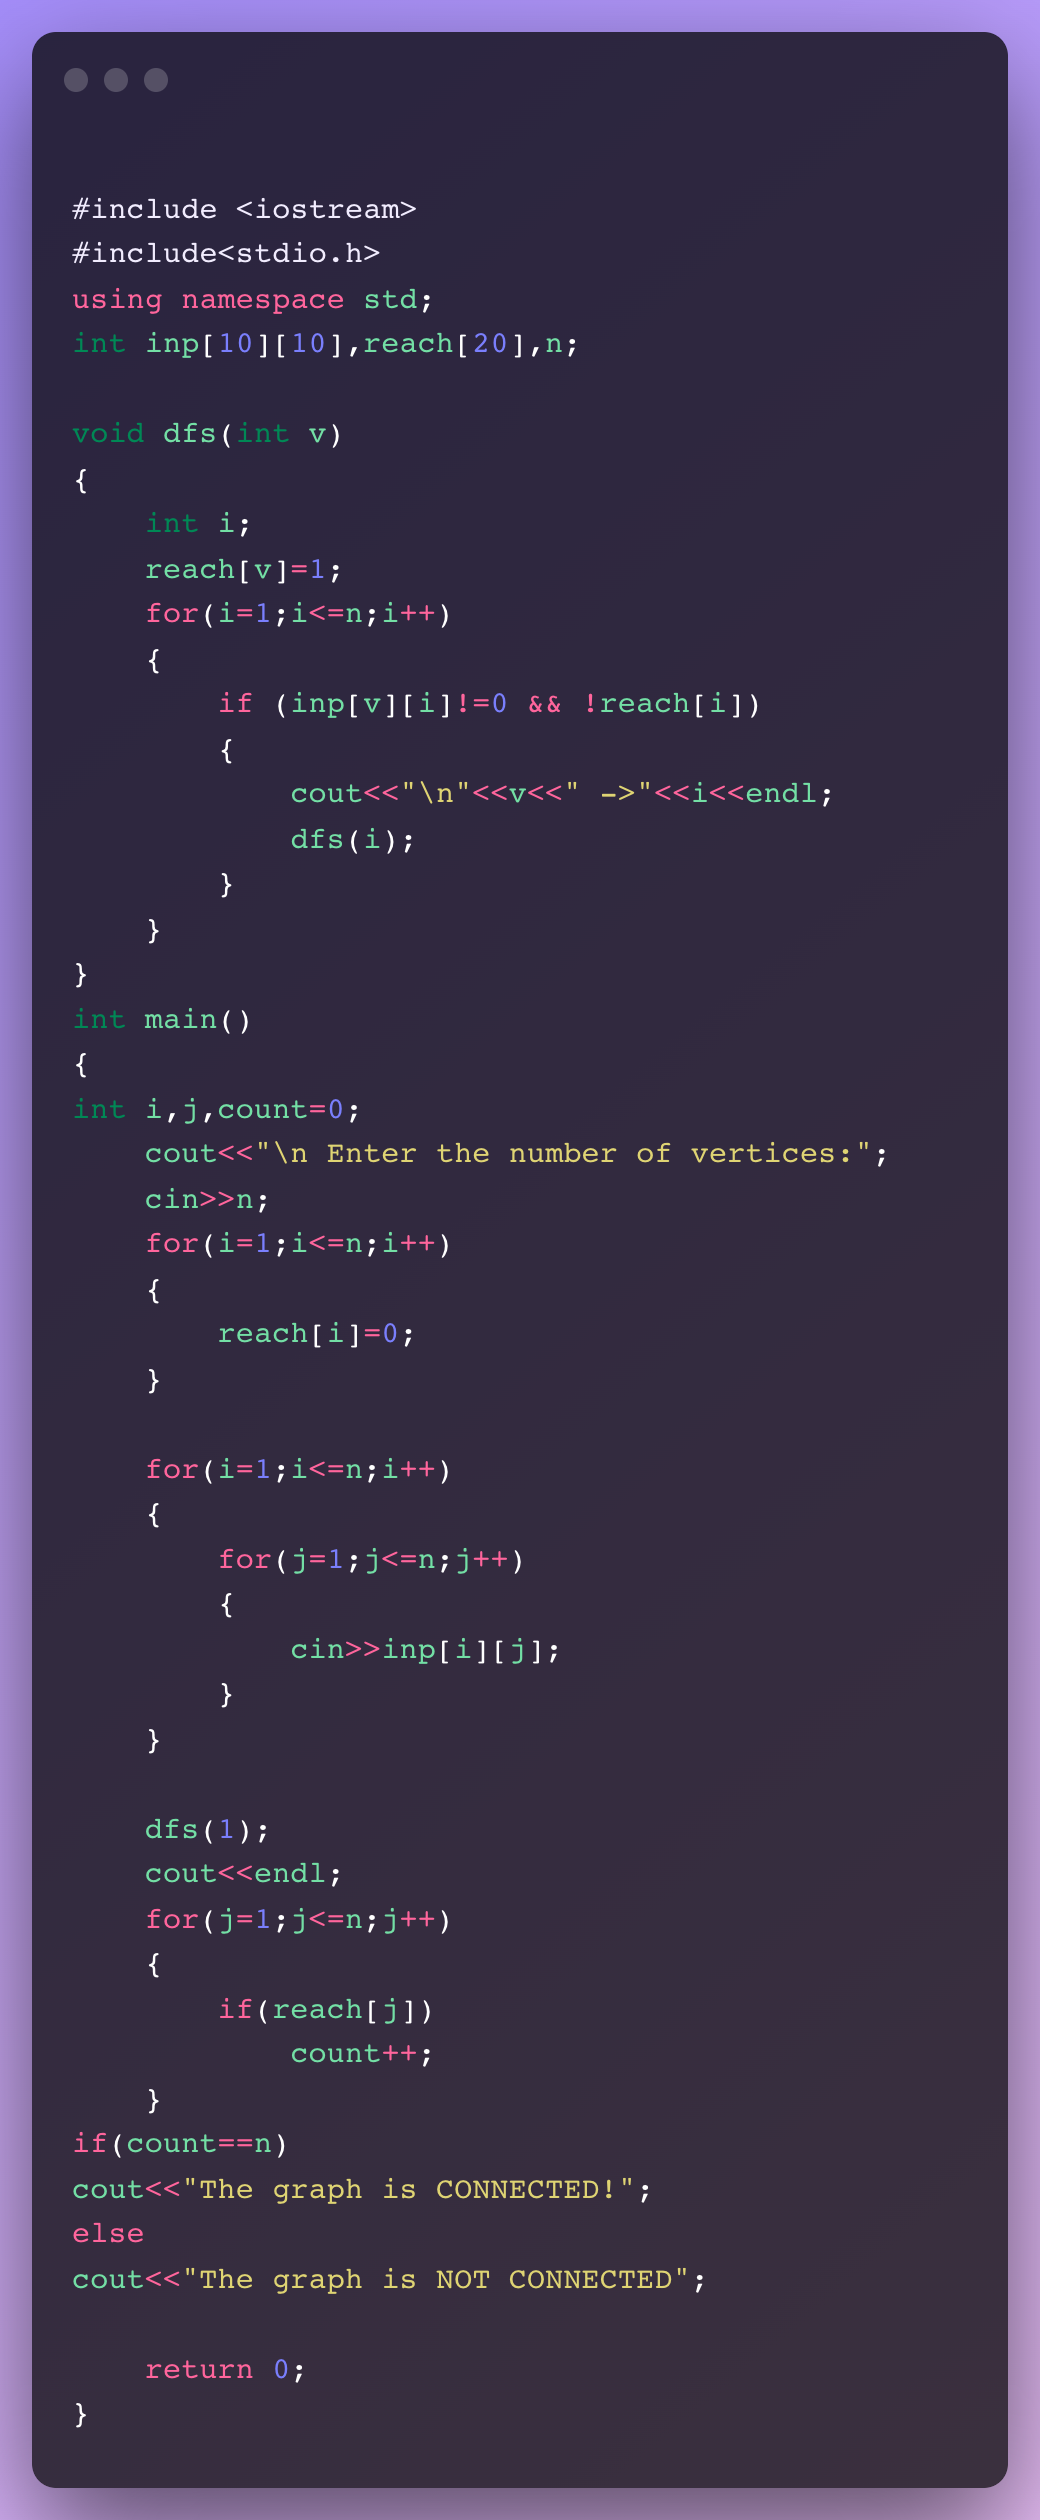 #include <iostream>
#include<stdio.h>
using namespace std;
int inp[10][10],reach[20],n;

void dfs(int v)
{
    int i;
    reach[v]=1;
    for(i=1;i<=n;i++)
    {
        if (inp[v][i]!=0 && !reach[i])
        {
            cout<<"\n"<<v<<" ->"<<i<<endl;
            dfs(i);
        }
    }
}
int main()
{
int i,j,count=0;
    cout<<"\n Enter the number of vertices:";
    cin>>n;
    for(i=1;i<=n;i++)
    {
        reach[i]=0;
    }

    for(i=1;i<=n;i++)
    {
        for(j=1;j<=n;j++)
        {
            cin>>inp[i][j];
        }
    }

    dfs(1);
    cout<<endl;
    for(j=1;j<=n;j++)
    {
        if(reach[j])
            count++;
    }
if(count==n)
cout<<"The graph is CONNECTED!";
else
cout<<"The graph is NOT CONNECTED";

    return 0;
}